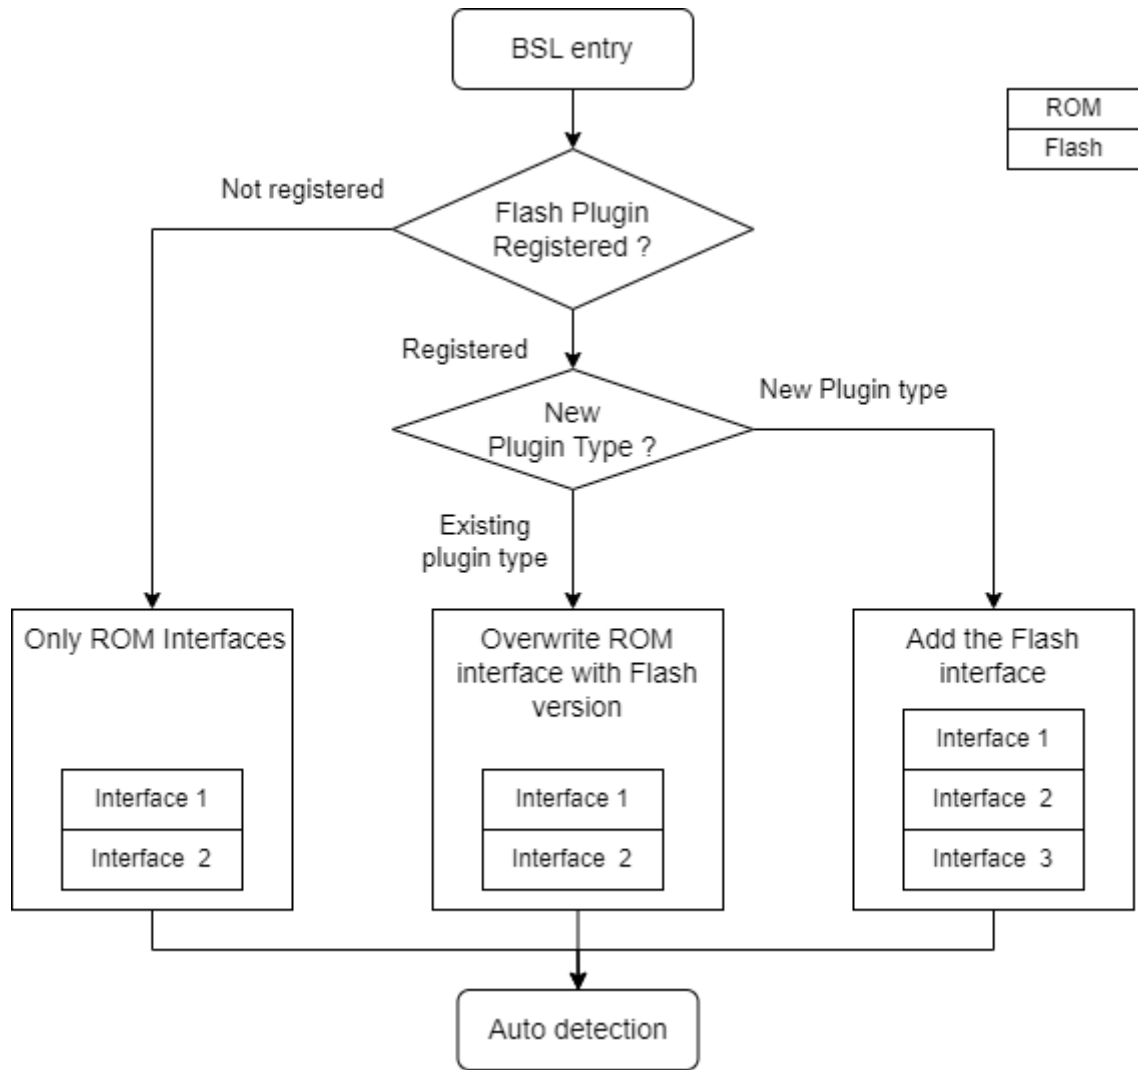 BSL entry
ROM
Flash
Not registered
Flash Plugin
Registered ?
Registered
New Plugin type
New
Plugin Type ?
Existing
plugin type
Only ROM Interfaces
Interface 1
Interface 2
Overwrite ROM
interface with Flash
version
Interface 1
Interface 2
Add the Flash
interface
Interface 1
Interface 2
Interface 3
Auto detection